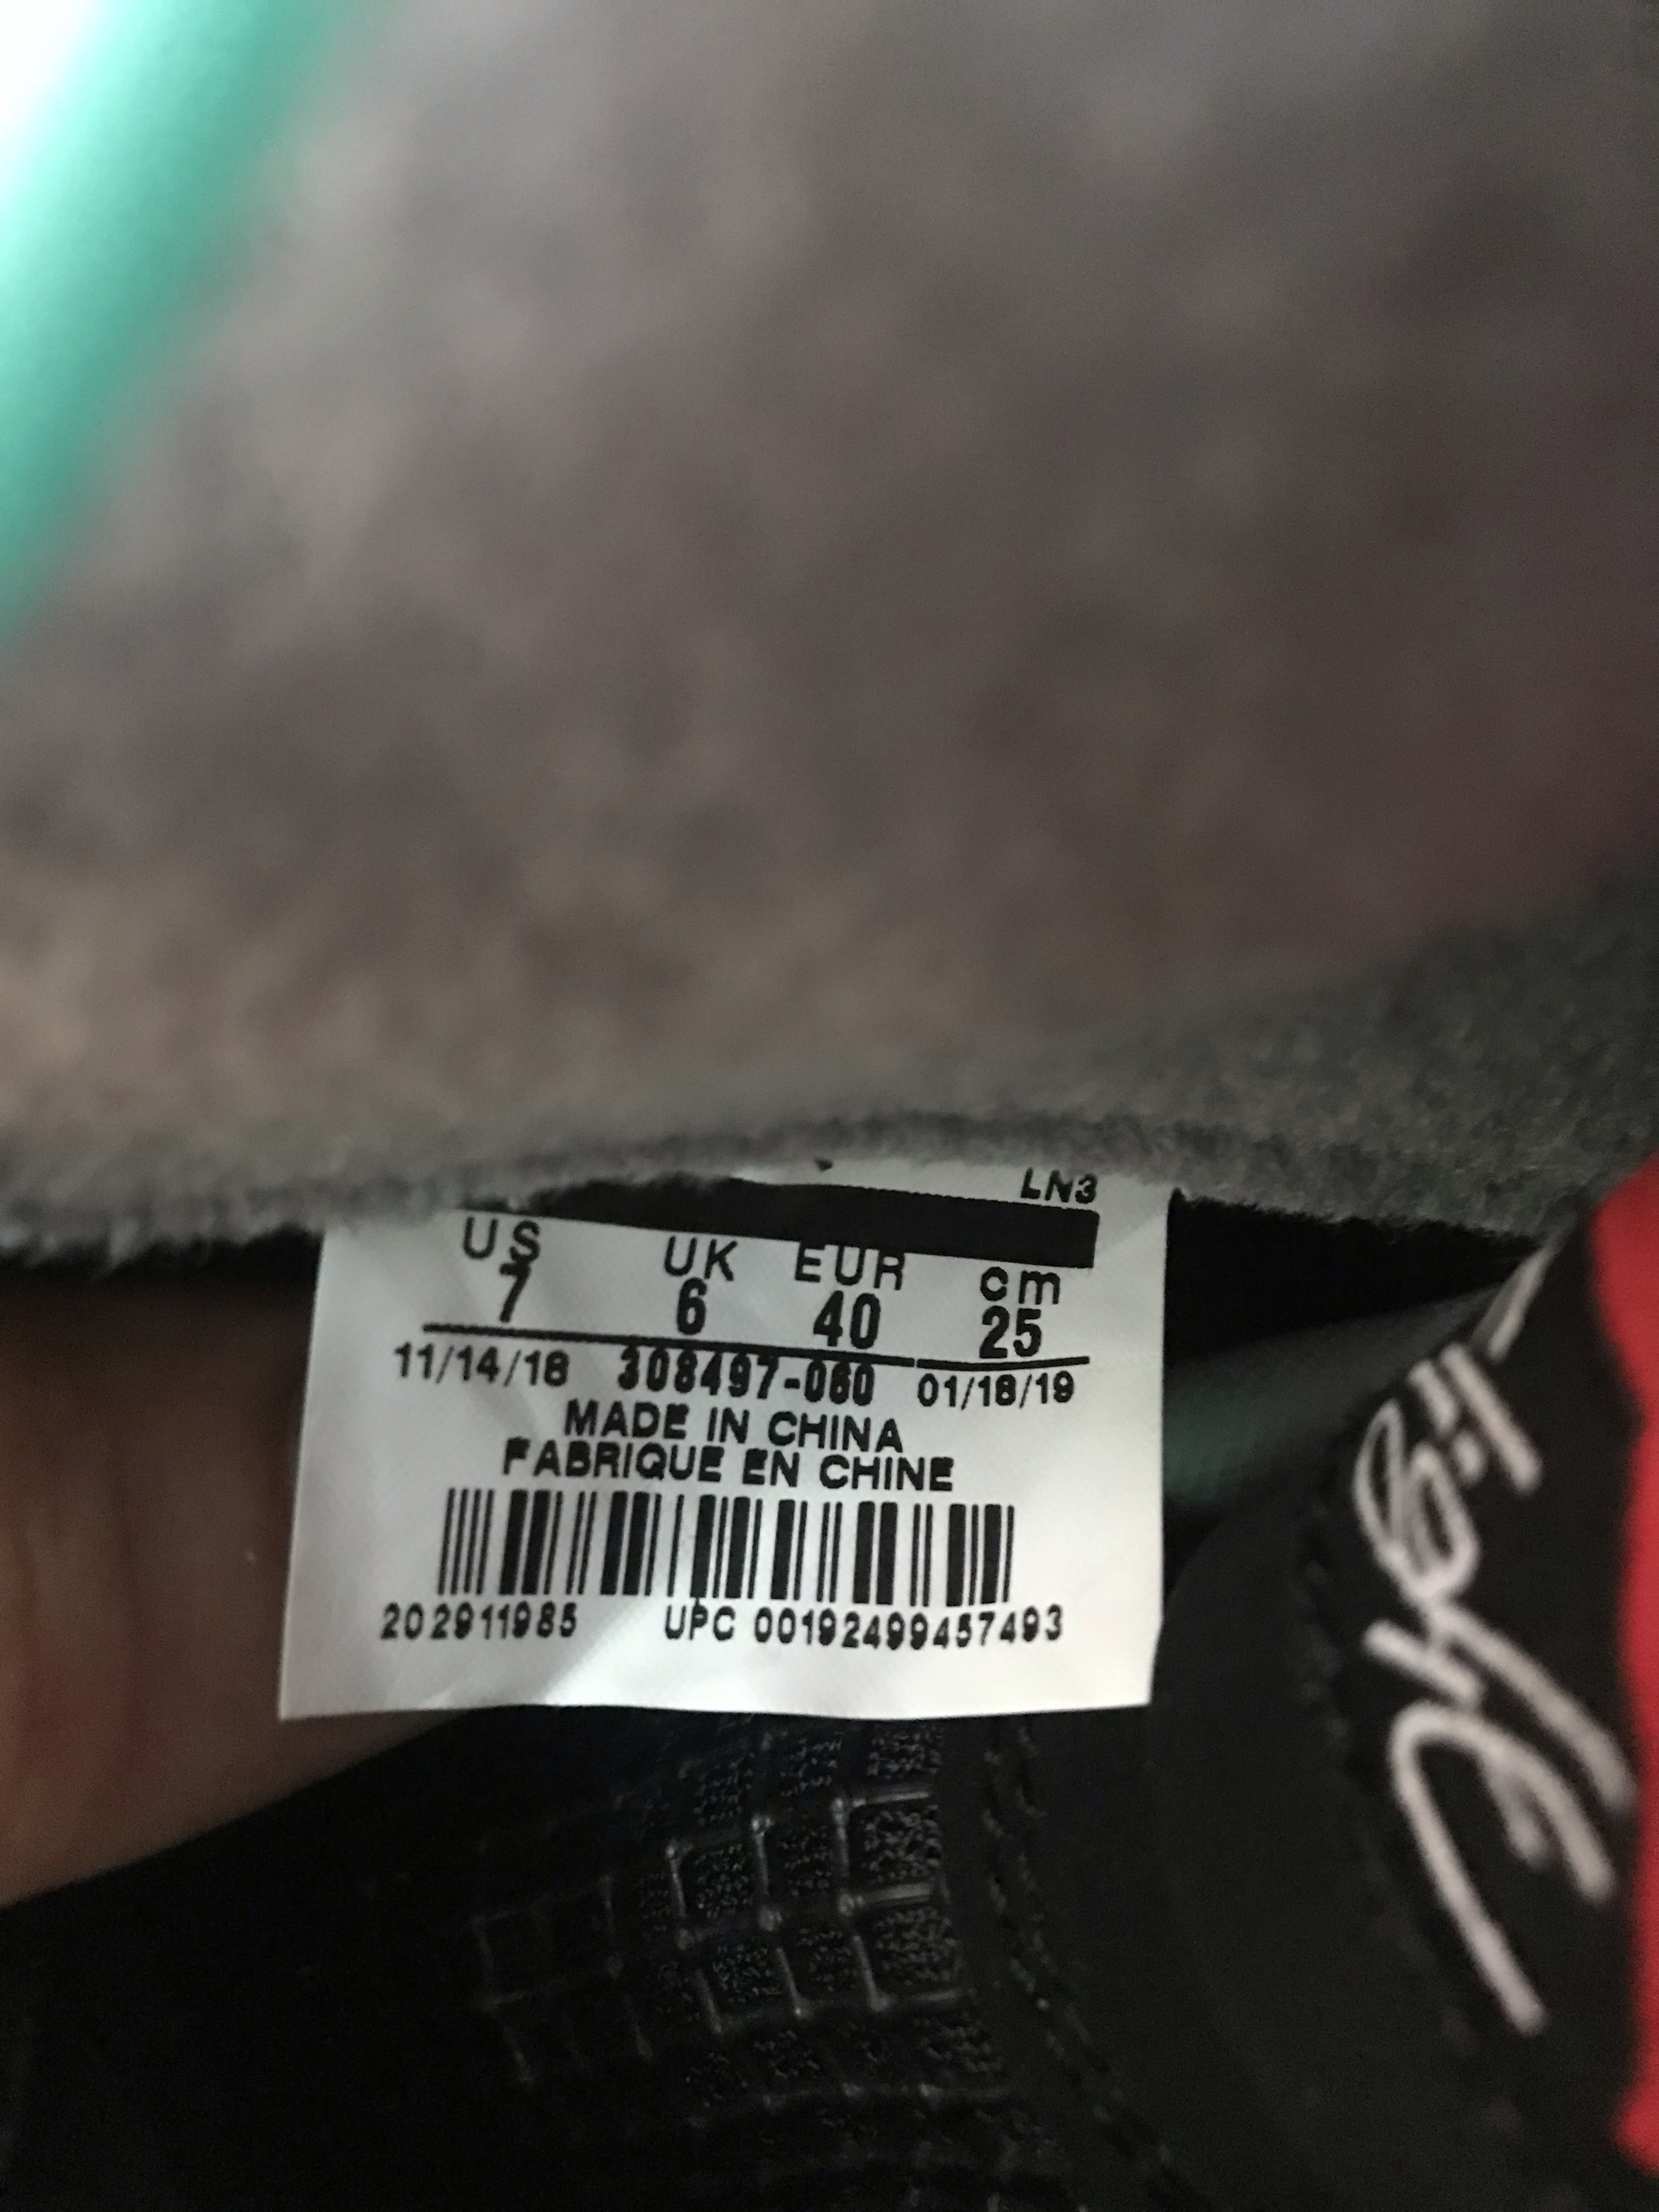 LN3
US UK EUR cm
7 6 40 25
11/14/18 308497-060 01/18/19
MADE IN CHINA
FABRIQUE EN CHINE
202911985 UPC 00192499457493